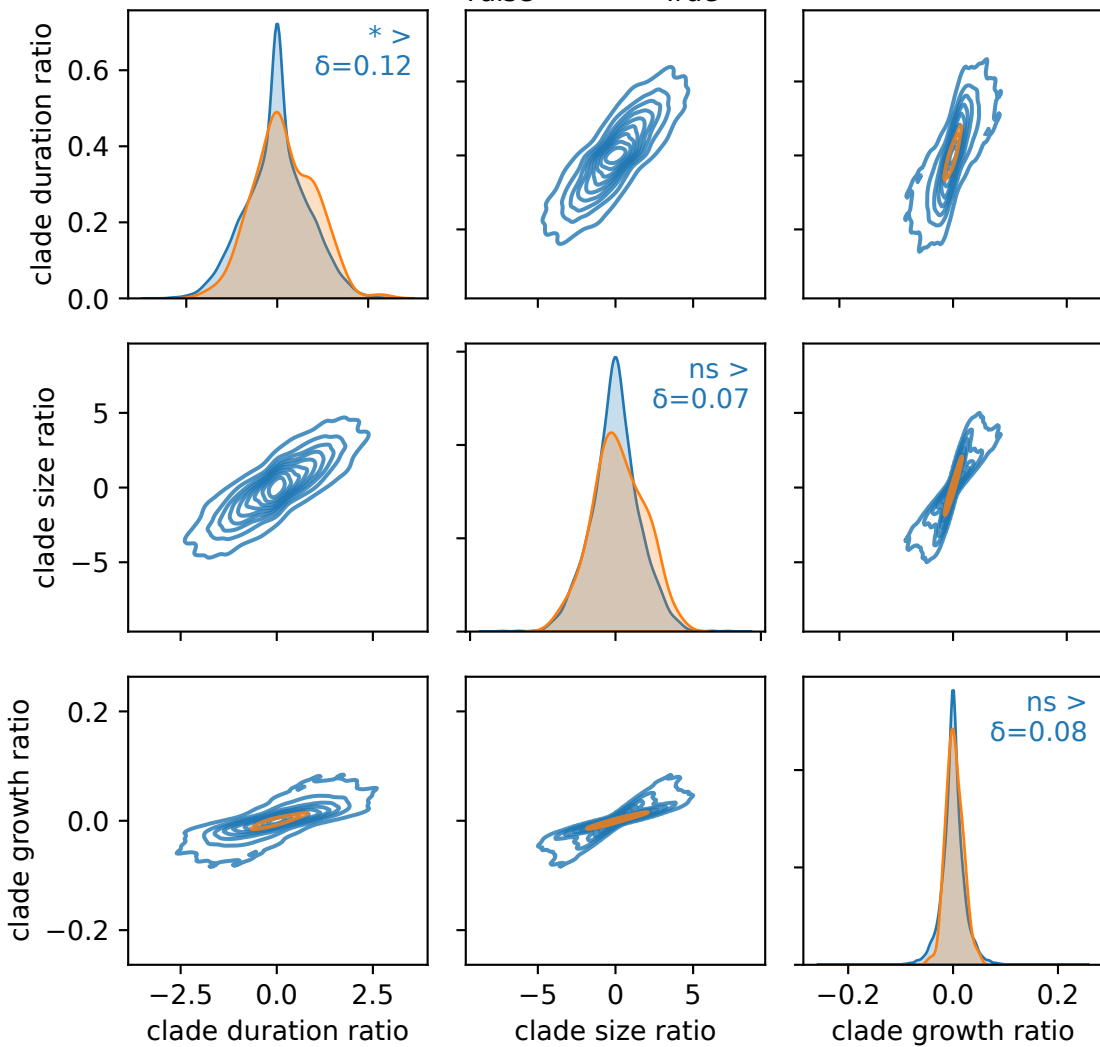 * >
δ=0.12
clade duration ratio
0.6
0.4
0.2
0.0
ns >
δ=0.07
clade size ratio
5
0
−5
ns >
δ=0.08
clade growth ratio
0.2
0.0
−0.2
−2.5 0.0 2.5
−5 0 5
−0.2 0.0 0.2
clade duration ratio
clade size ratio
clade growth ratio